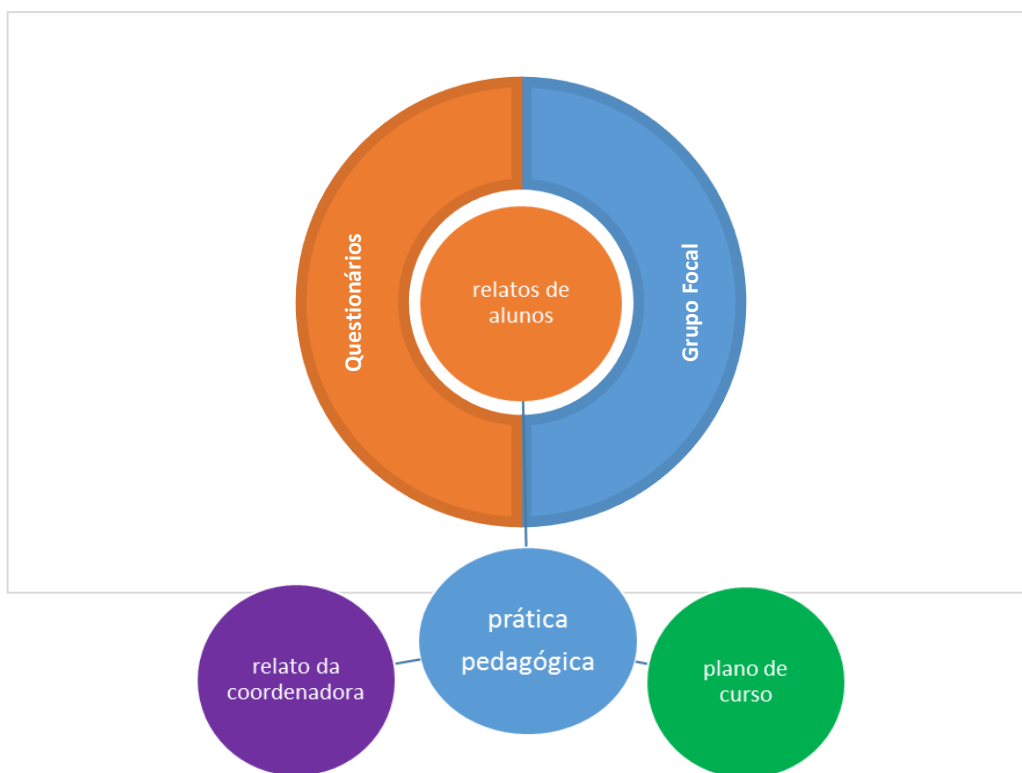 Questionários
relatos de
alunos
Grupo Focal
prática
pedagógica
relato da
coordenadora
plano de
curso